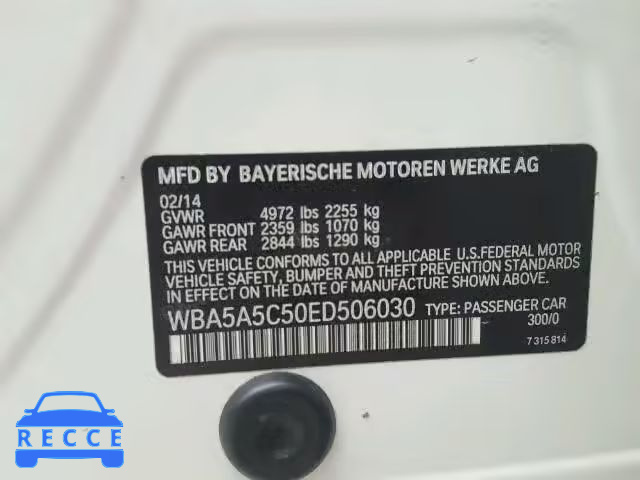 MFD BY BAYERISCHE MOTOREN WERKE AG
02/14
GVWR 4972 lbs 2255 kg
GAWR FRONT 2359 lbs 1070 kg
GAWR REAR 2844 lbs 1290 kg
THIS VEHICLE CONFORMS TO ALL APPLICABLE U.S.FEDERAL MOTOR
VEHICLE SAFETY, BUMPER, AND THEFT PREVENTION STANDARDS
IN EFFECT ON THE DATE OF MANUFACTURE SHOWN ABOVE.
WBA5A5C50ED506030 TYPE: PASSENGER CAR
300/0
7 315 814
RECCE